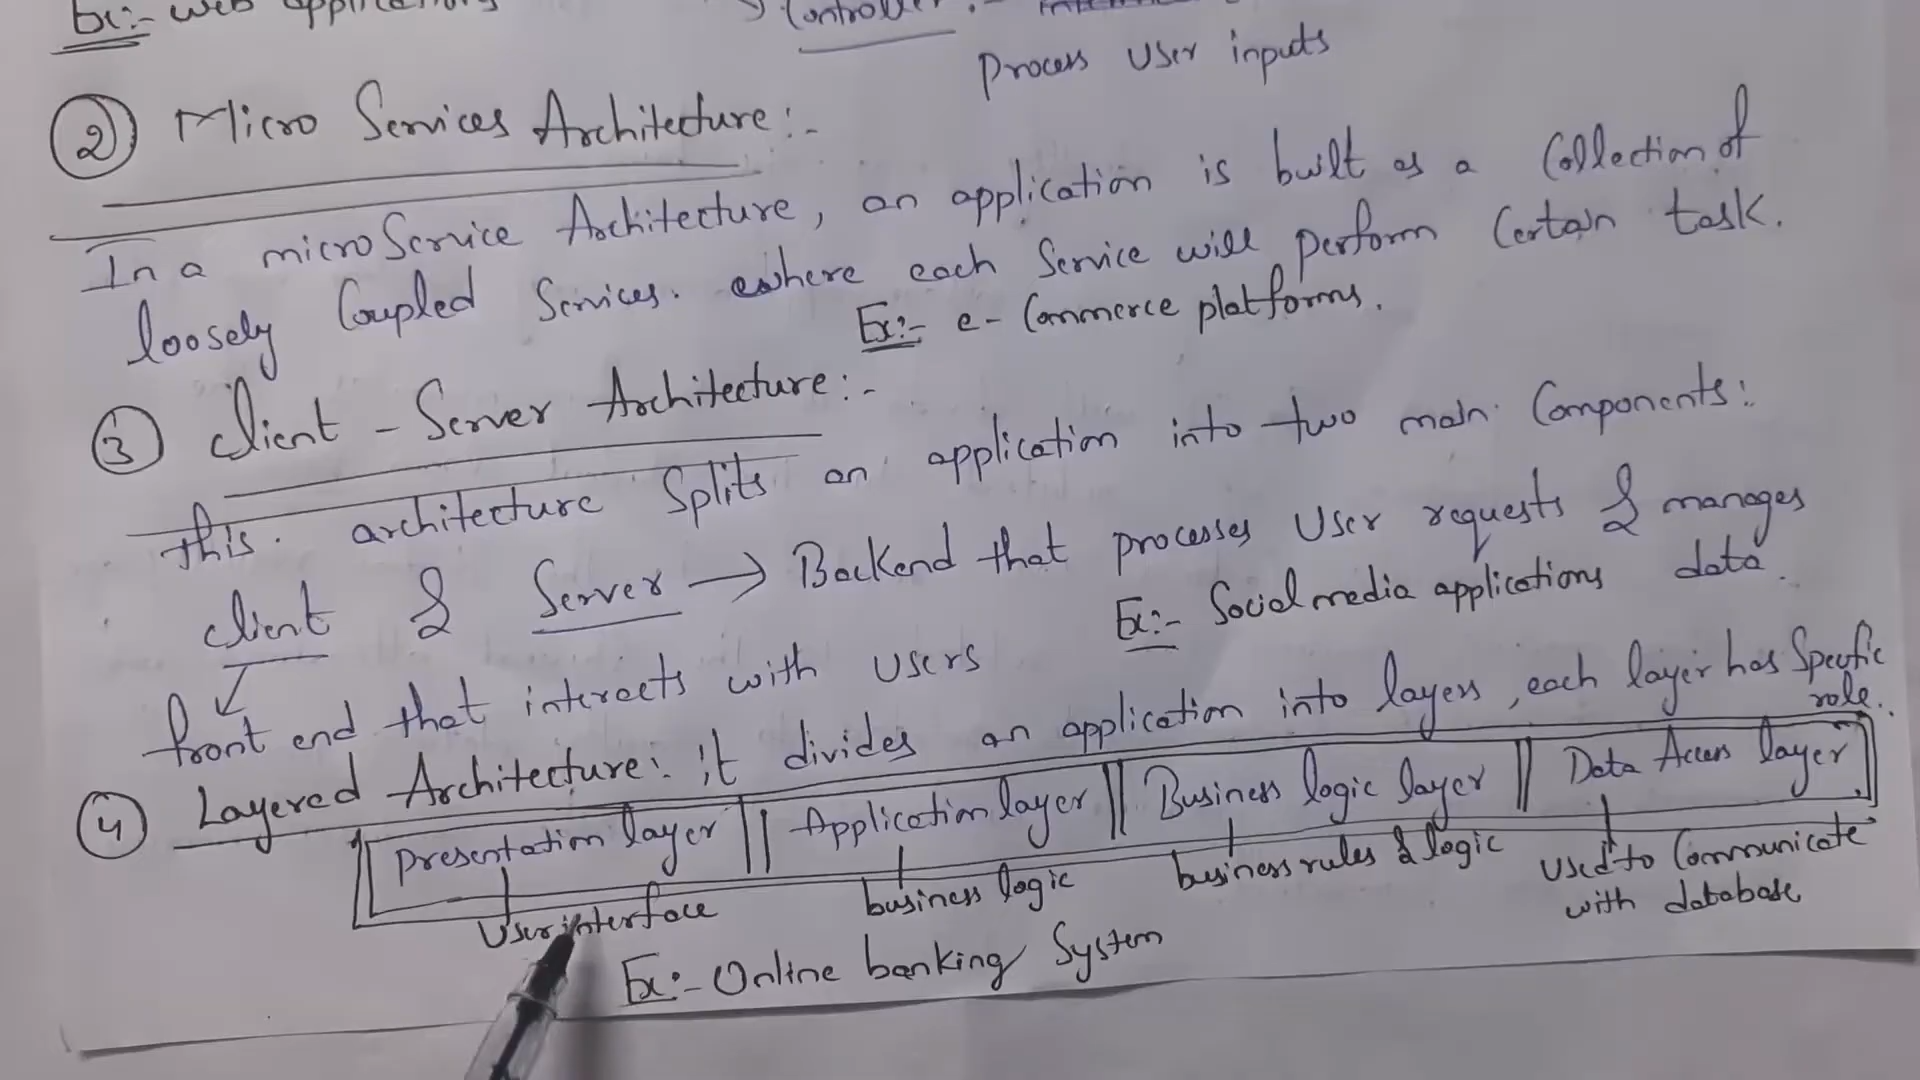 Ex:- web applications
Controller :-
Process User inputs
② Micro Services Architecture:-
In a microService Architecture, an application is built as a Collection of
loosely Coupled Services. where each Service will perform Certain task.
Ex:- e-Commerce platforms.
③ Client - Server Architecture:-
this. architecture Splits an application into two main Components:
client & Server → Backend that processes User requests & manages
data.
Ex:- Social media applications
front end that interacts with users
④ Layered Architecture: it divides an application into layers, each layer has Specific
role.
Presentation layer || Application layer || Business logic layer || Data Access layer
User interface
business logic
business rules & logic
Used to Communicate
with database
Ex:- Online banking System